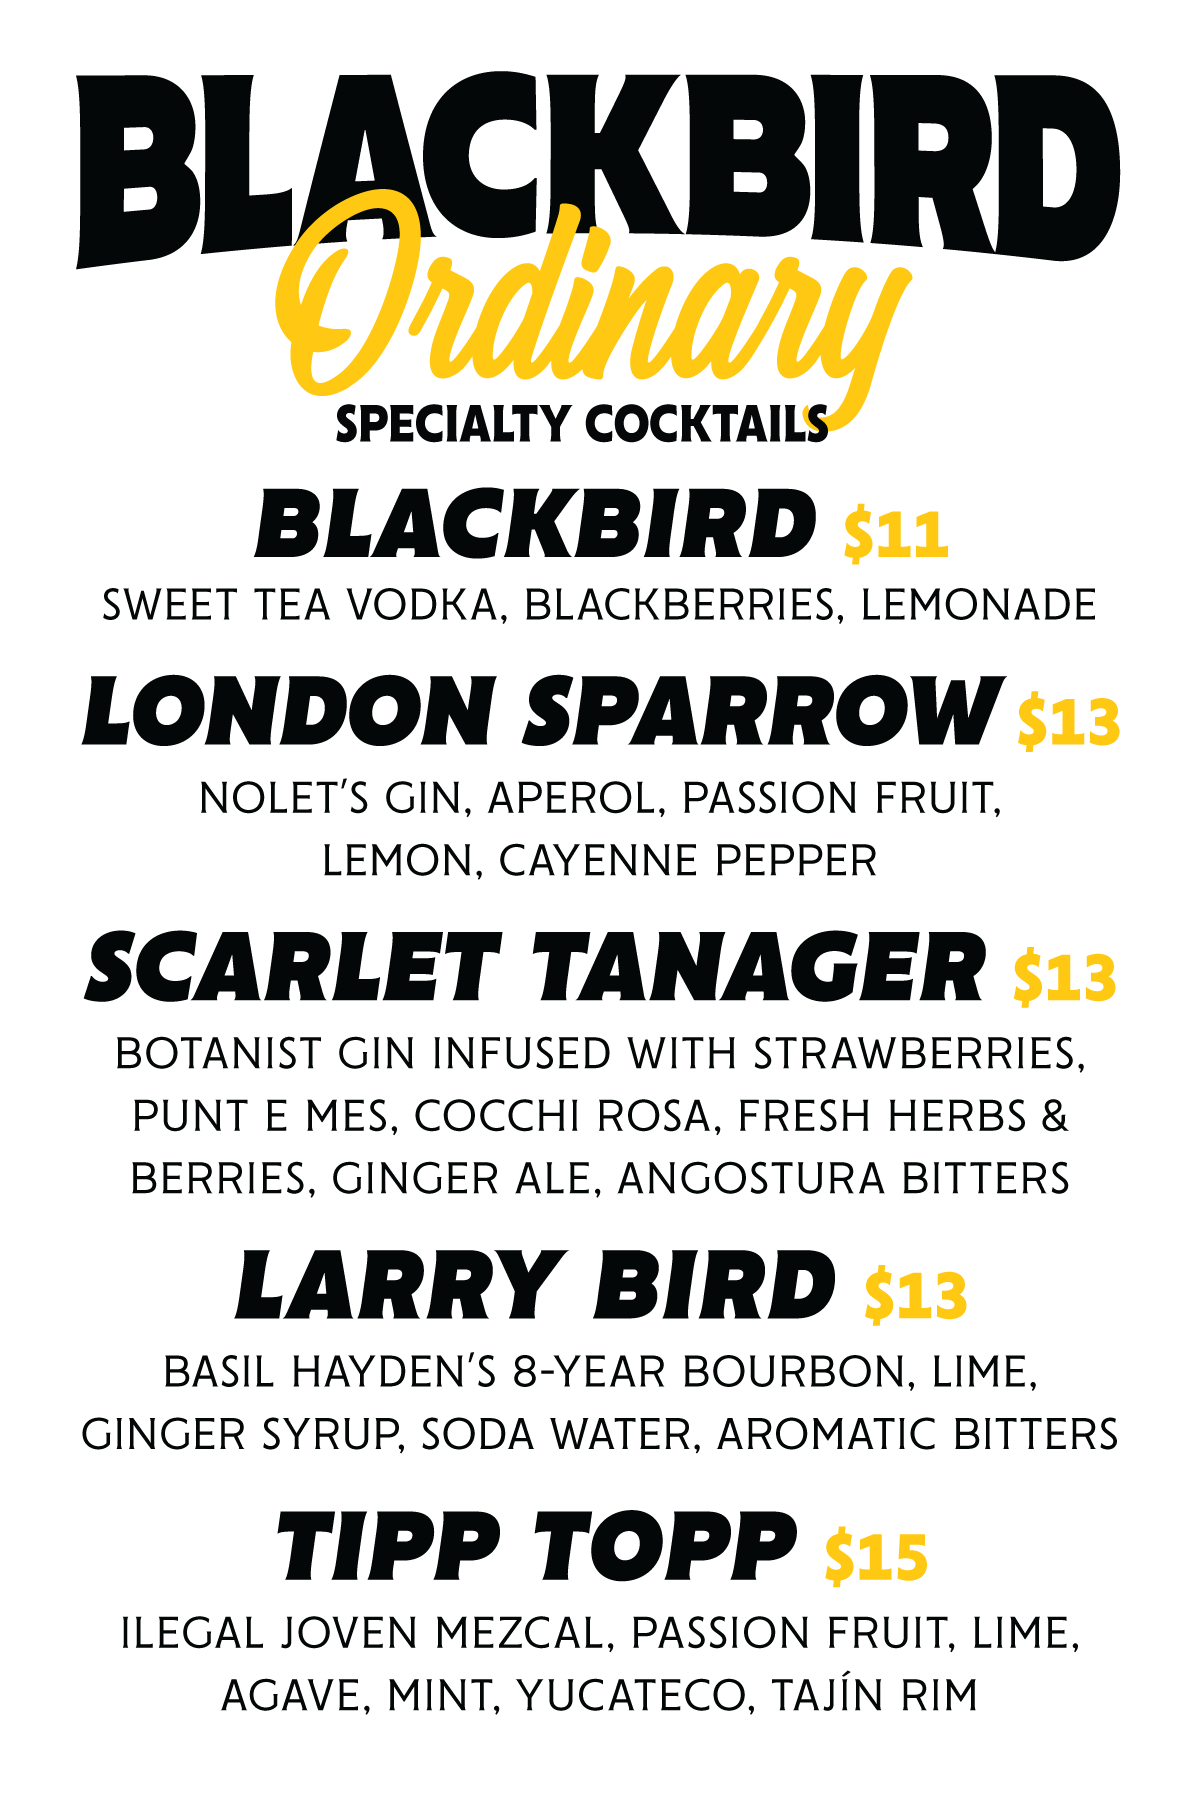 BLACKBIRD
Ordinary
SPECIALTY COCKTAILS
BLACKBIRD $11
SWEET TEA VODKA, BLACKBERRIES, LEMONADE
LONDON SPARROW $13
NOLET'S GIN, APEROL, PASSION FRUIT,
LEMON, CAYENNE PEPPER
SCARLET TANAGER $13
BOTANIST GIN INFUSED WITH STRAWBERRIES,
PUNT E MES, COCCHI ROSA, FRESH HERBS &
BERRIES, GINGER ALE, ANGOSTURA BITTERS
LARRY BIRD $13
BASIL HAYDEN'S 8-YEAR BOURBON, LIME,
GINGER SYRUP, SODA WATER, AROMATIC BITTERS
TIPP TOPP $15
ILEGAL JOVEN MEZCAL, PASSION FRUIT, LIME,
AGAVE, MINT, YUCATECO, TAJÍN RIM